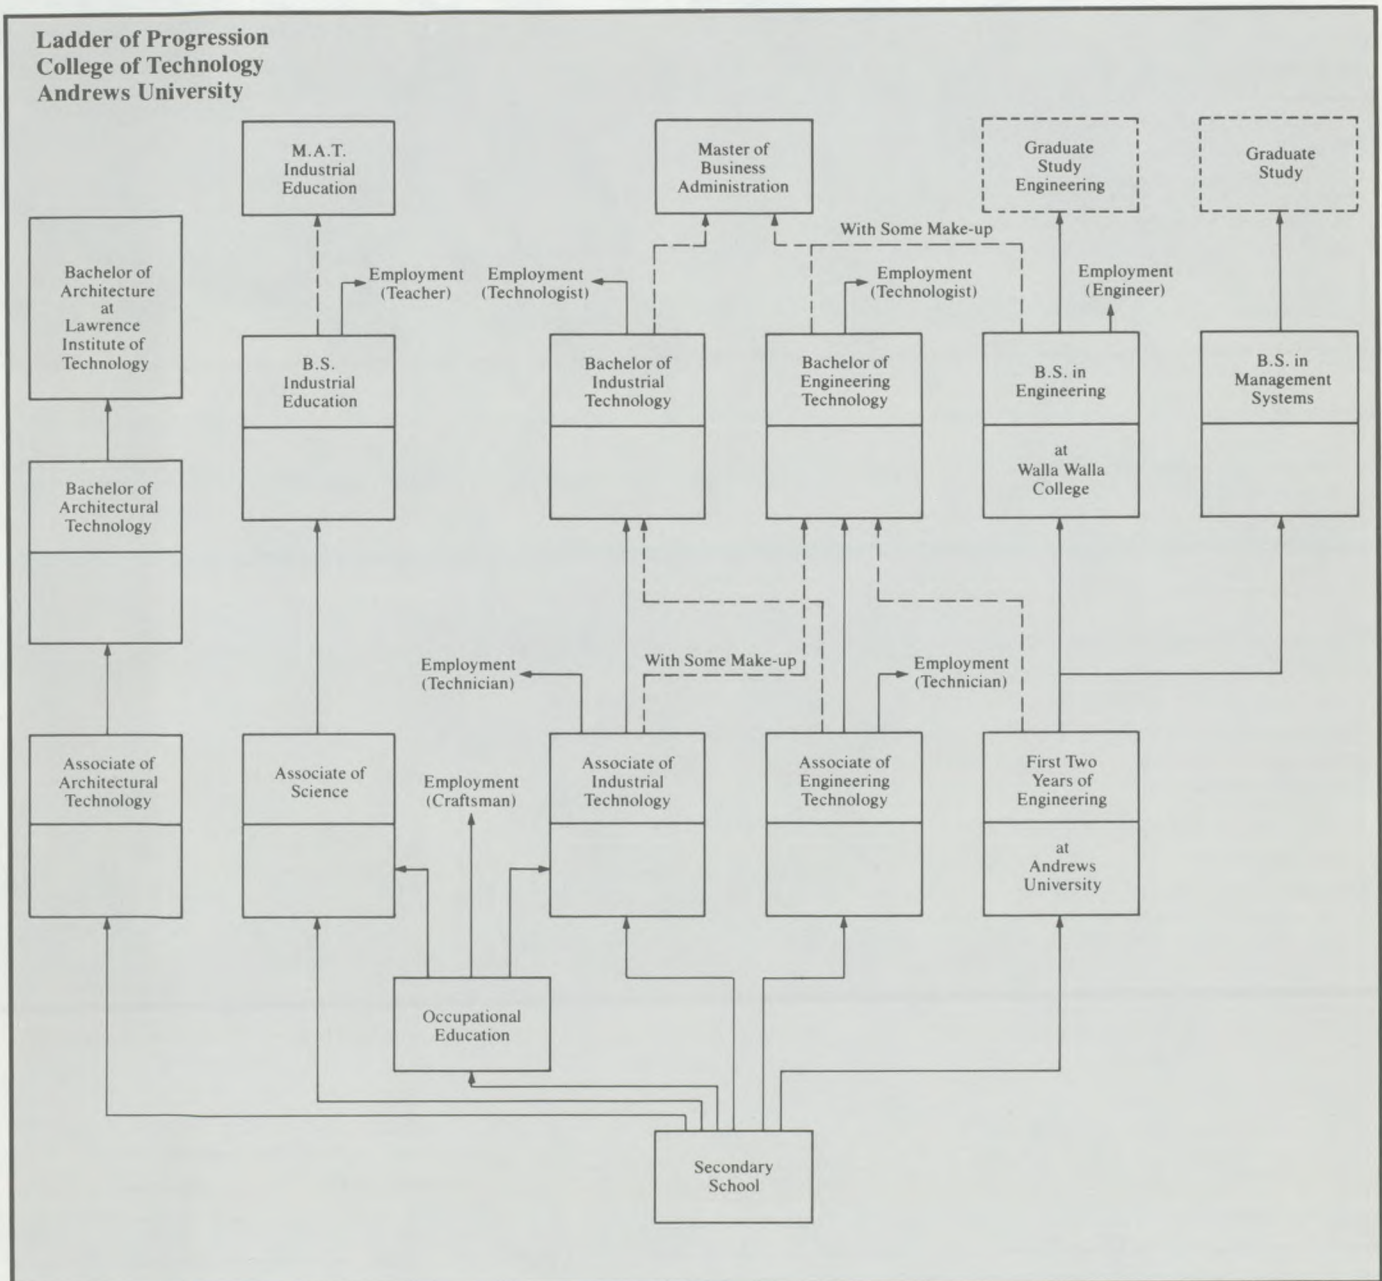 Ladder of Progression
College of Technology
Andrews University
M.A.T.
Industrial
Education
Master of
Business
Administration
Graduate
Study
Engineering
Graduate
Study
With Some Make-up
Bachelor of
Architecture
at
Lawrence
Institute of
Technology
Employment
(Teacher)
Employment
(Technologist)
Employment
(Technologist)
Employment
(Engineer)
B.S.
Industrial
Education
Bachelor of
Industrial
Technology
Bachelor of
Engineering
Technology
B.S. in
Engineering
at
Walla Walla
College
B.S. in
Management
Systems
Bachelor of
Architectural
Technology
Employment
(Technician)
With Some Make-up
Employment
(Technician)
Associate of
Architectural
Technology
Associate of
Science
Employment
(Craftsman)
Associate of
Industrial
Technology
Associate of
Engineering
Technology
First Two
Years of
Engineering
at
Andrews
University
Occupational
Education
Secondary
School